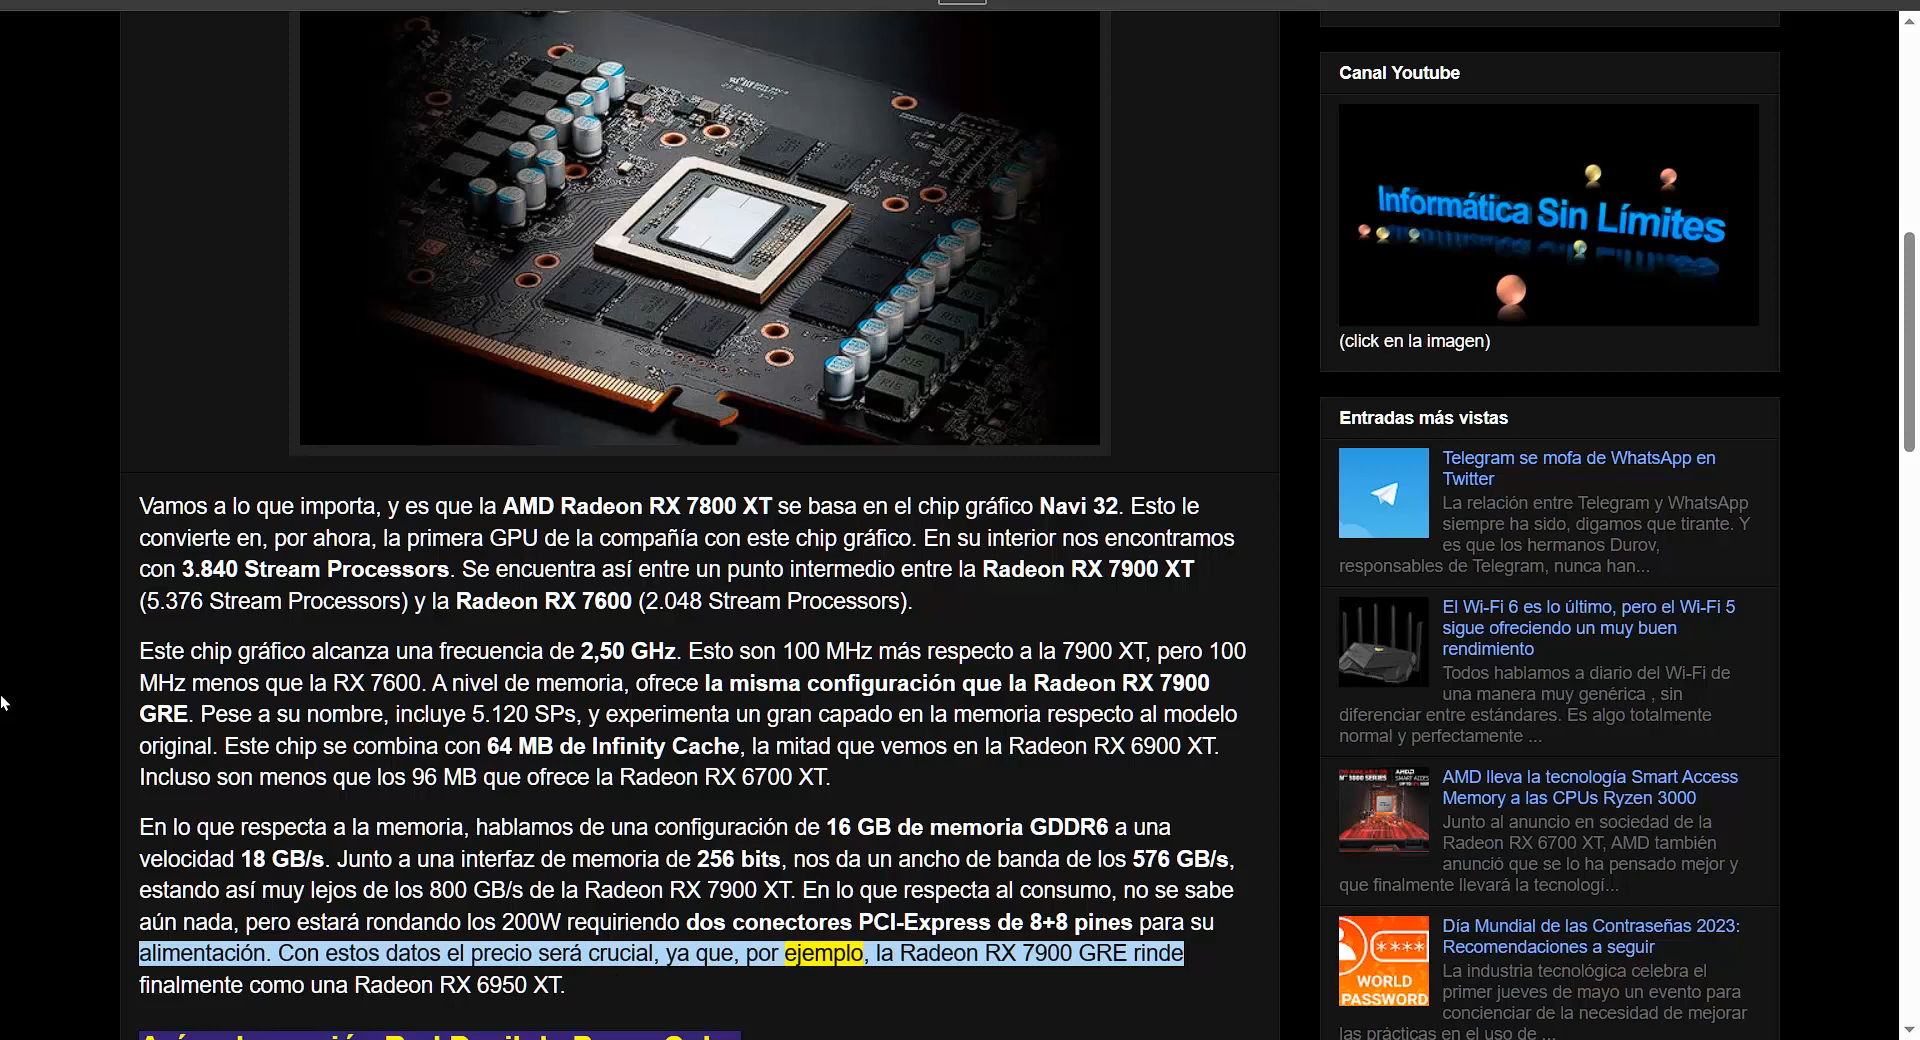 Vamos a lo que importa, y es que la AMD Radeon RX 7800 XT se basa en el chip gráfico Navi 32. Esto le
convierte en, por ahora, la primera GPU de la compañía con este chip gráfico. En su interior nos encontramos
con 3.840 Stream Processors. Se encuentra así entre un punto intermedio entre la Radeon RX 7900 XT
(5.376 Stream Processors) y la Radeon RX 7600 (2.048 Stream Processors).
Este chip gráfico alcanza una frecuencia de 2,50 GHz. Esto son 100 MHz más respecto a la 7900 XT, pero 100
MHz menos que la RX 7600. A nivel de memoria, ofrece la misma configuración que la Radeon RX 7900
GRE. Pese a su nombre, incluye 5.120 SPs, y experimenta un gran capado en la memoria respecto al modelo
original. Este chip se combina con 64 MB de Infinity Cache, la mitad que vemos en la Radeon RX 6900 XT.
Incluso son menos que los 96 MB que ofrece la Radeon RX 6700 XT.
En lo que respecta a la memoria, hablamos de una configuración de 16 GB de memoria GDDR6 a una
velocidad 18 GB/s. Junto a una interfaz de memoria de 256 bits, nos da un ancho de banda de los 576 GB/s,
estando así muy lejos de los 800 GB/s de la Radeon RX 7900 XT. En lo que respecta al consumo, no se sabe
aún nada, pero estará rondando los 200W requiriendo dos conectores PCI-Express de 8+8 pines para su
alimentación. Con estos datos el precio será crucial, ya que, por ejemplo, la Radeon RX 7900 GRE rinde
finalmente como una Radeon RX 6950 XT.
Canal Youtube
Informática Sin Límites
(click en la imagen)
Entradas más vistas
Telegram se mofa de WhatsApp en
Twitter
La relación entre Telegram y WhatsApp
siempre ha sido, digamos que tirante. Y
es que los hermanos Durov,
responsables de Telegram, nunca han...
El Wi-Fi 6 es lo último, pero el Wi-Fi 5
sigue ofreciendo un muy buen
rendimiento
Todos hablamos a diario del Wi-Fi de
una manera muy genérica , sin
diferenciar entre estándares. Es algo totalmente
normal y perfectamente ...
AMD lleva la tecnología Smart Access
Memory a las CPUs Ryzen 3000
Junto al anuncio en sociedad de la
Radeon RX 6700 XT, AMD también
anunció que se lo ha pensado mejor y
que finalmente llevará la tecnologí...
Día Mundial de las Contraseñas 2023:
Recomendaciones a seguir
****
WORLD
PASSWORD
La industria tecnológica celebra el
primer jueves de mayo un evento para
concienciar de la necesidad de mejorar
las prácticas en el uso de ...